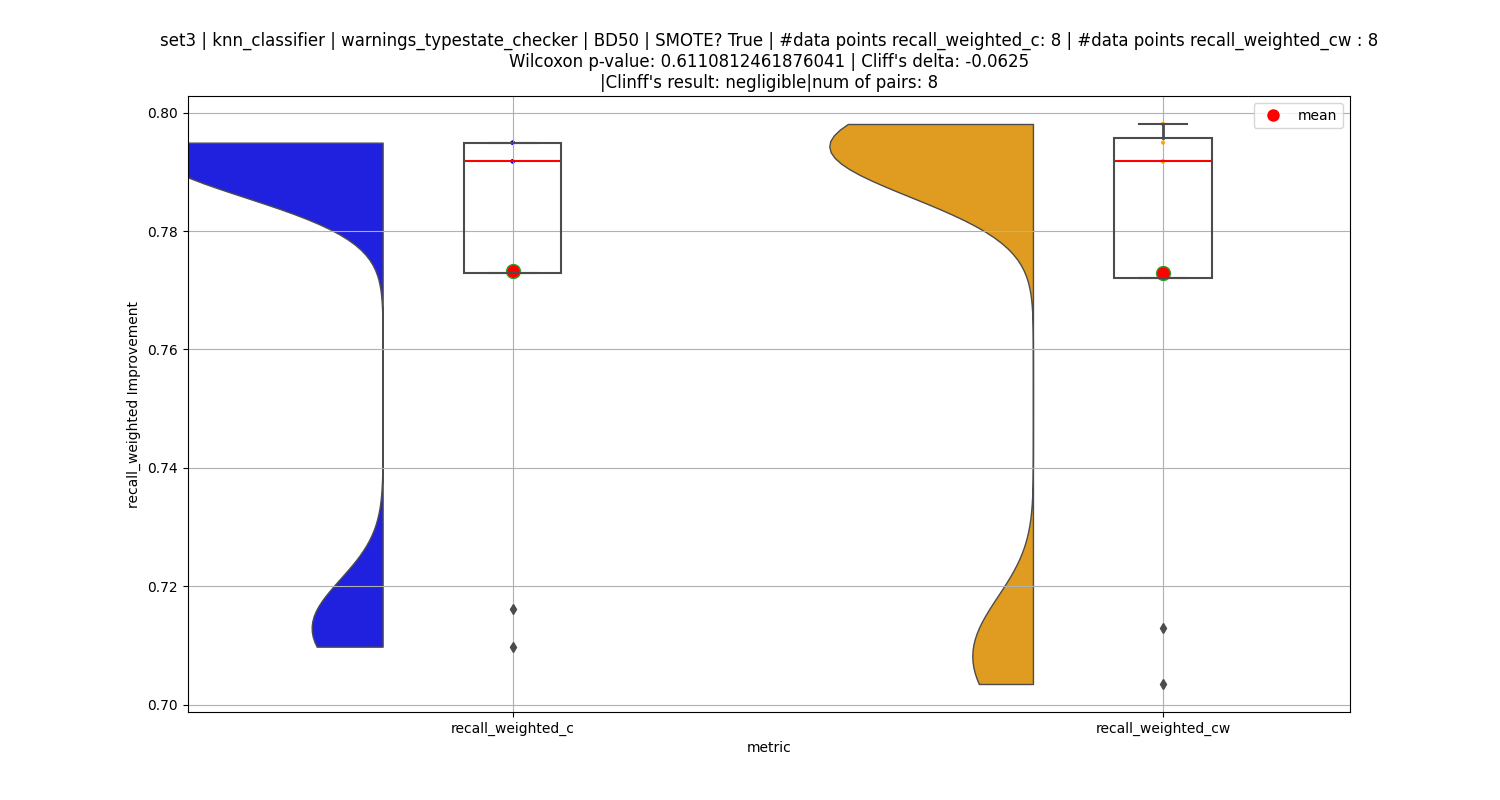 set3 | knn_classifier | warnings_typestate_checker | BD50 | SMOTE? True | #data points recall_weighted_c: 8 | #data points recall_weighted_cw : 8
Wilcoxon p-value: 0.6110812461876041 | Cliff's delta: -0.0625
|Clinff's result: negligible|num of pairs: 8
mean
0.80
0.78
0.76
0.74
0.72
0.70
recall_weighted Improvement
recall_weighted_c
recall_weighted_cw
metric